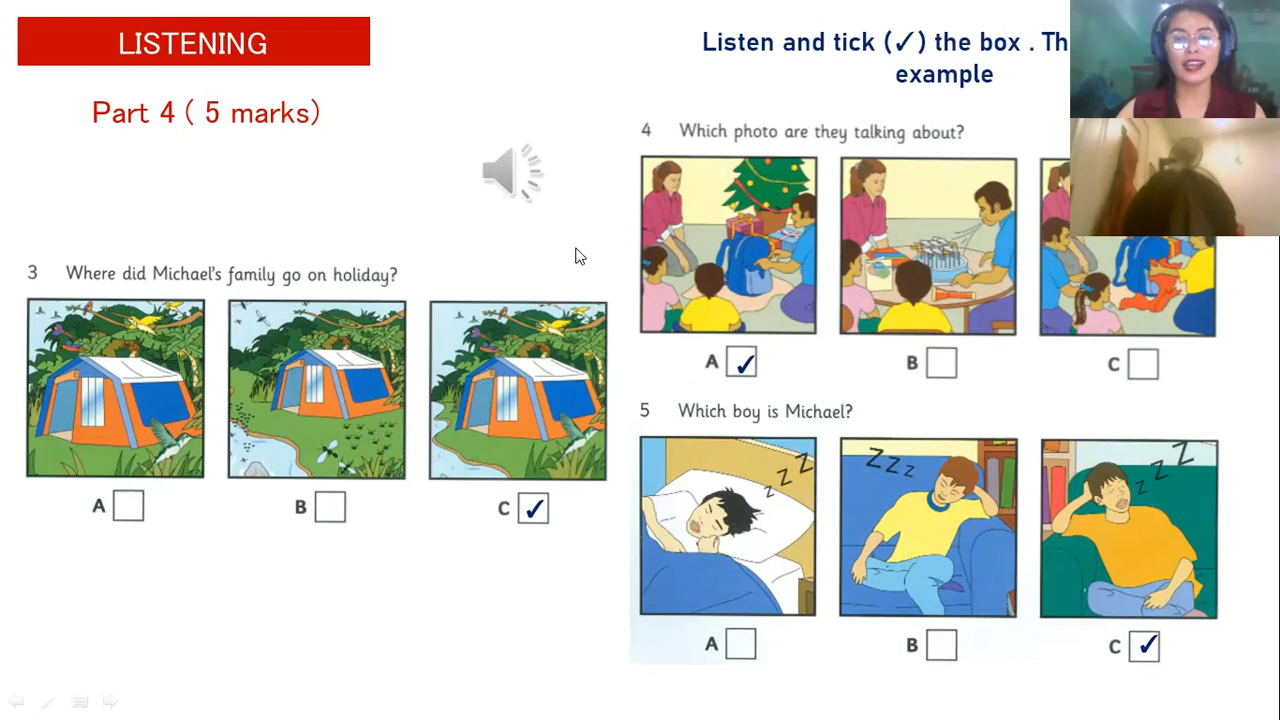 LISTENING
Part 4 ( 5 marks)
Listen and tick (✓) the box . Th
example
3 Where did Michael's family go on holiday?
A
B
C ✓
4 Which photo are they talking about?
A ✓
B
C
5 Which boy is Michael?
z z Z
Z Z z
z Z Z
A
B
C ✓